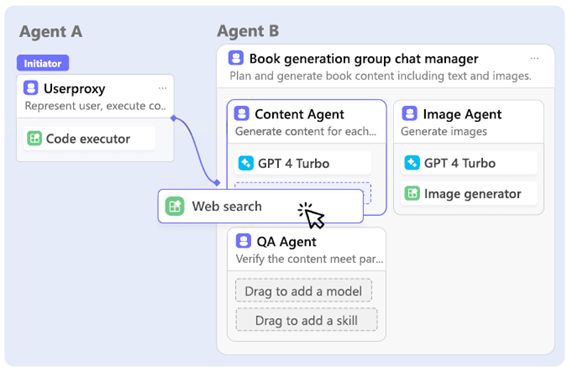 Agent A
Initiator
Userproxy
Represent user, execute co..
Code executor
Agent B
Book generation group chat manager
Plan and generate book content including text and images.
Content Agent
Generate content for each...
GPT 4 Turbo
Web search
Image Agent
Generate images
GPT 4 Turbo
Image generator
QA Agent
Verify the content meet par...
Drag to add a model
Drag to add a skill